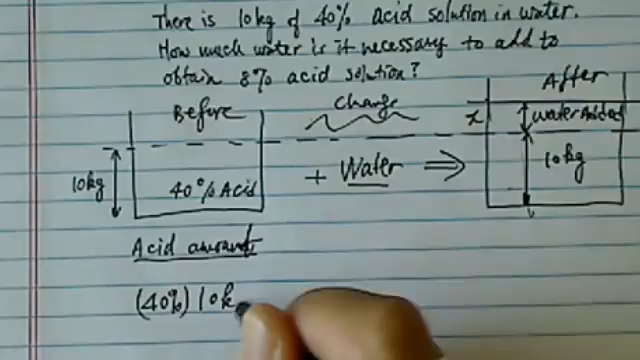 There is 10kg of 40% acid solution in water.
How much water is it necessary to add to
obtain 8% acid solution?
Before
Change
After
x
water Added
10kg
40% Acid
+ Water ⇒
10kg
Acid amount
(40%) 10k